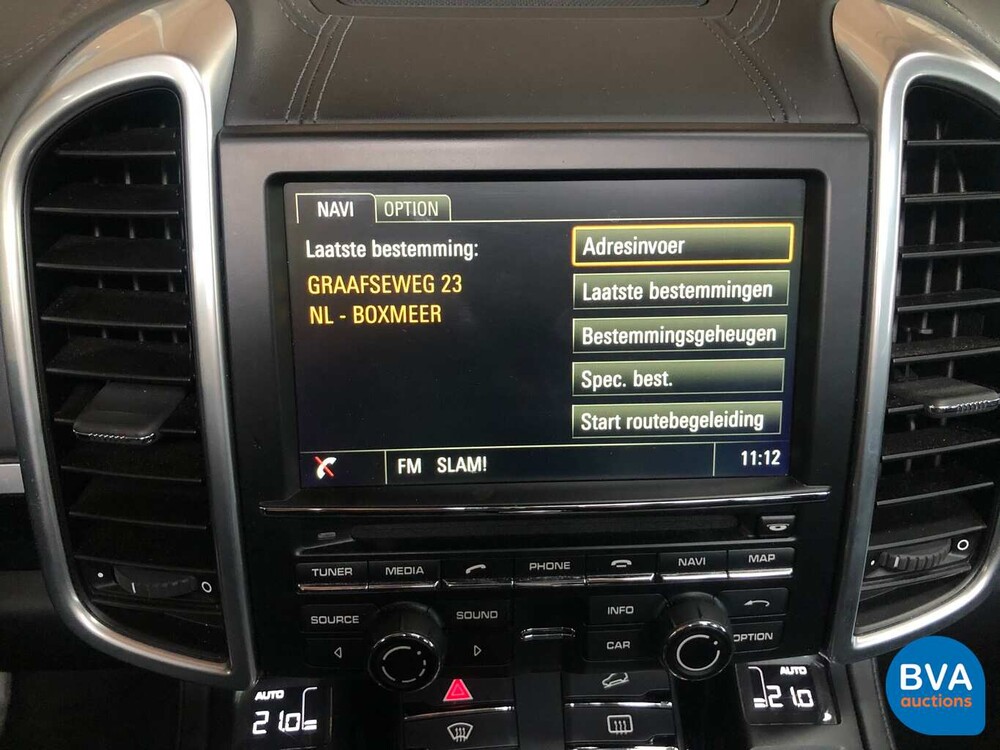 NAVI OPTION
Laatste bestemming:
GRAAFSEWEG 23
NL - BOXMEER
Adresinvoer
Laatste bestemmingen
Bestemmingsgeheugen
Spec. best.
Start routebegeleiding
FM SLAM! 11:12
TUNER MEDIA PHONE NAVI MAP
SOURCE SOUND INFO
CAR OPTION
AUTO
21.0
AUTO
21.0
BVA
auctions